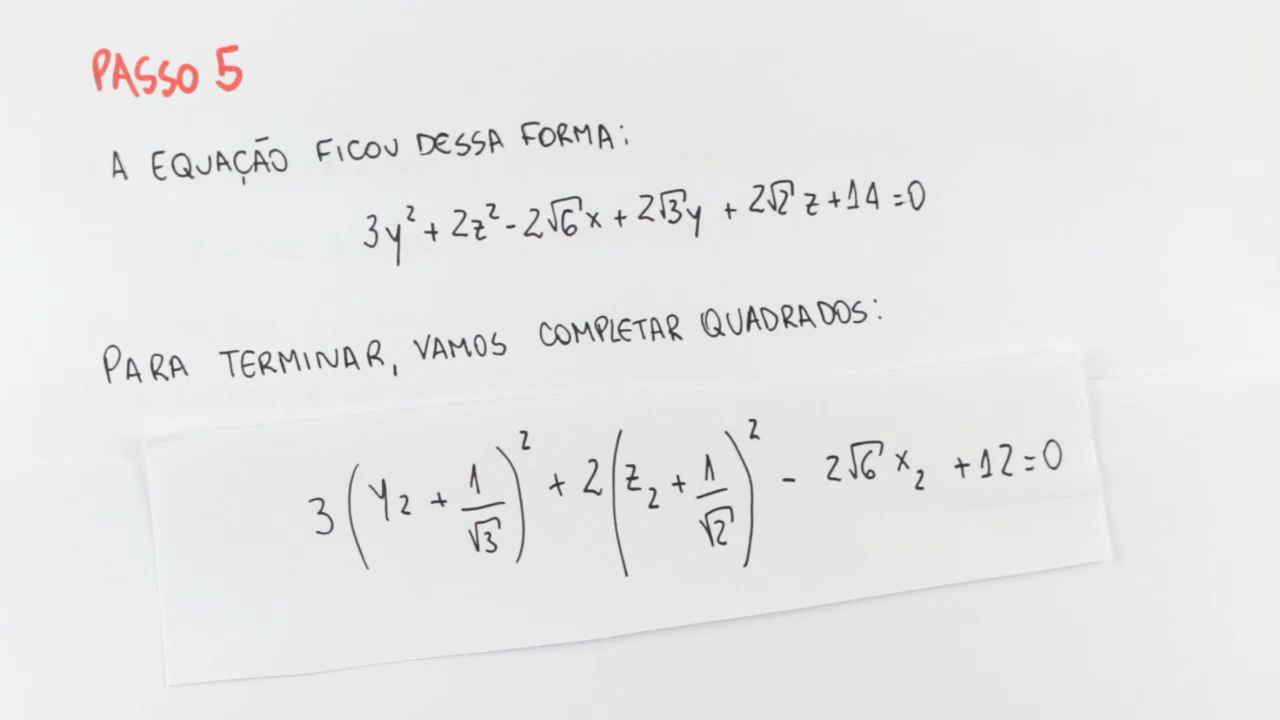 PASSO 5
A EQUAÇÃO FICOU DESSA FORMA:
3y² + 2z² - 2√6 x + 2√3 y + 2√2 z + 14 = 0
PARA TERMINAR, VAMOS COMPLETAR QUADRADOS:
3(y₂ + 1/√3)² + 2(z₂ + 1/√2)² - 2√6 x₂ + 12 = 0